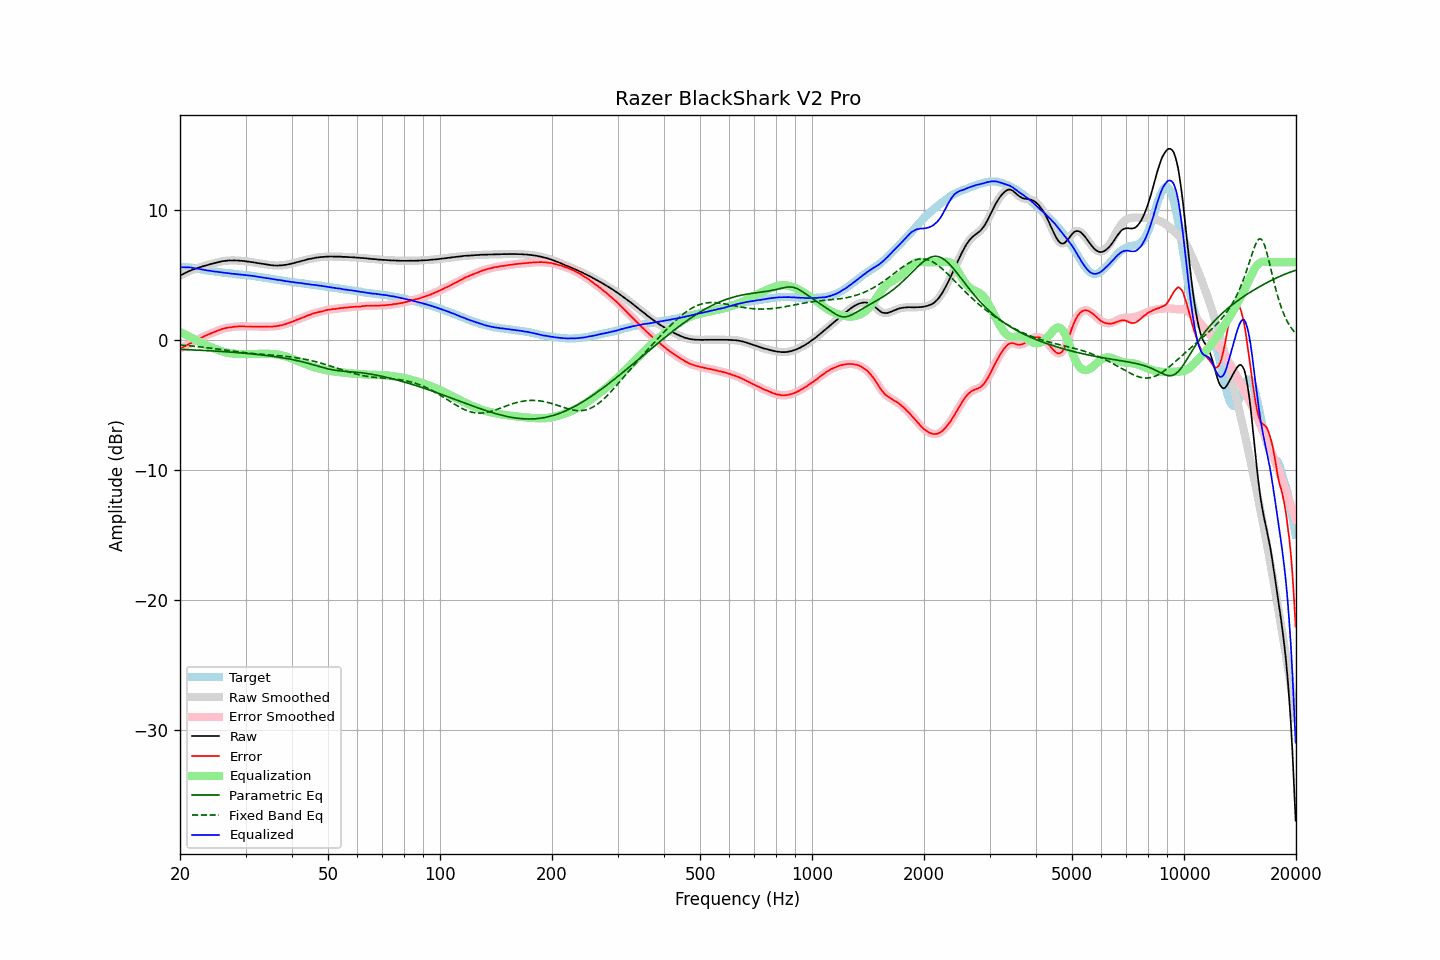 Razer BlackShark V2 Pro
Amplitude (dBr)
10
0
−10
−20
−30
Target
Raw Smoothed
Error Smoothed
Raw
Error
Equalization
Parametric Eq
Fixed Band Eq
Equalized
20 50 100 200 500 1000 2000 5000 10000 20000
Frequency (Hz)